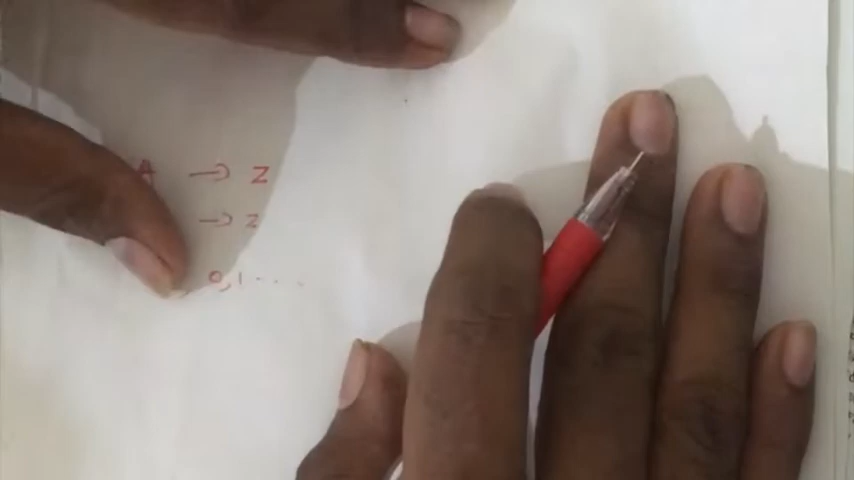 A → Z
→ z
0,1 . . . .